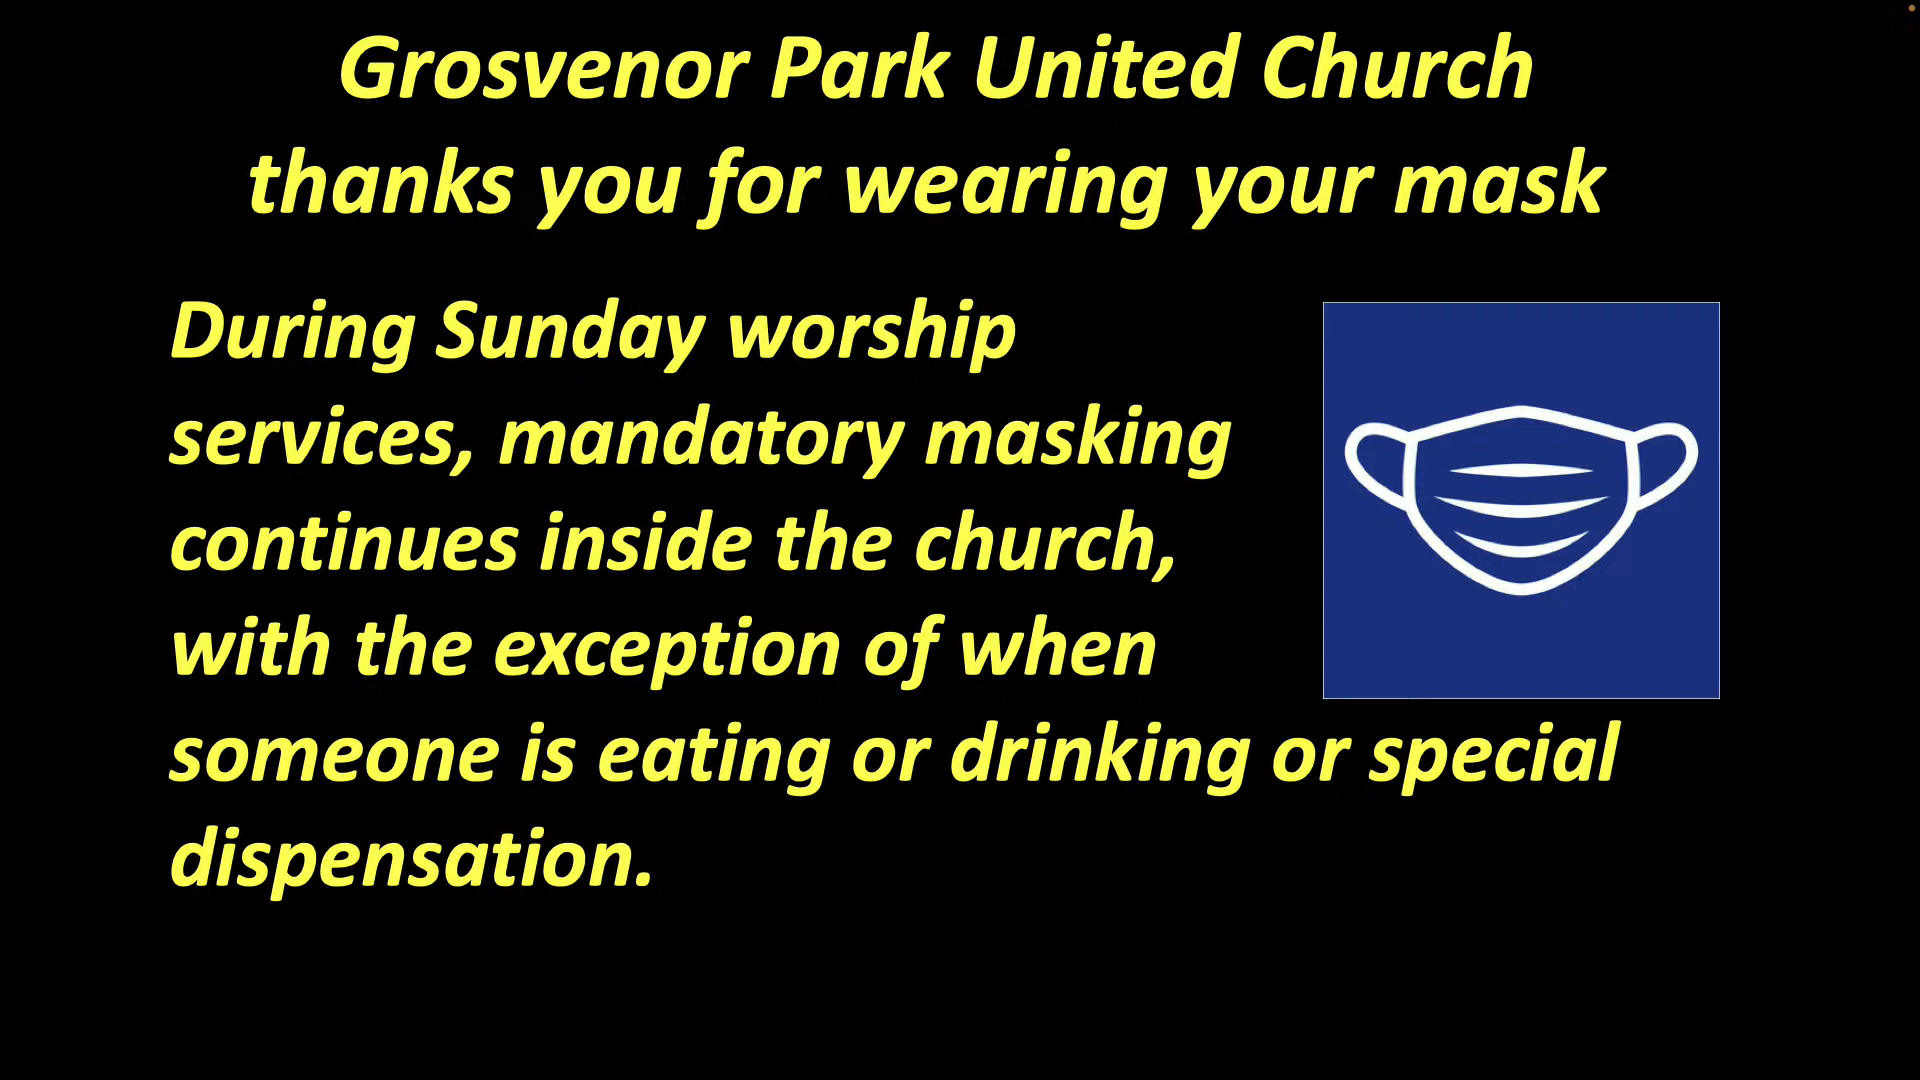 Grosvenor Park United Church
thanks you for wearing your mask
During Sunday worship
services, mandatory masking
continues inside the church,
with the exception of when
someone is eating or drinking or special
dispensation.